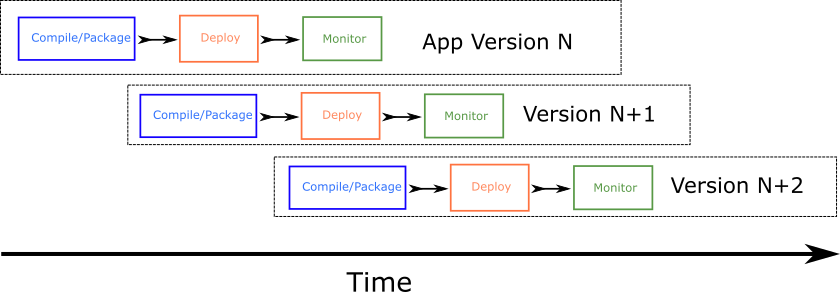 Compile/Package
Deploy
Monitor
App Version N
Compile/Package
Deploy
Monitor
Version N+1
Compile/Package
Deploy
Monitor
Version N+2
Time